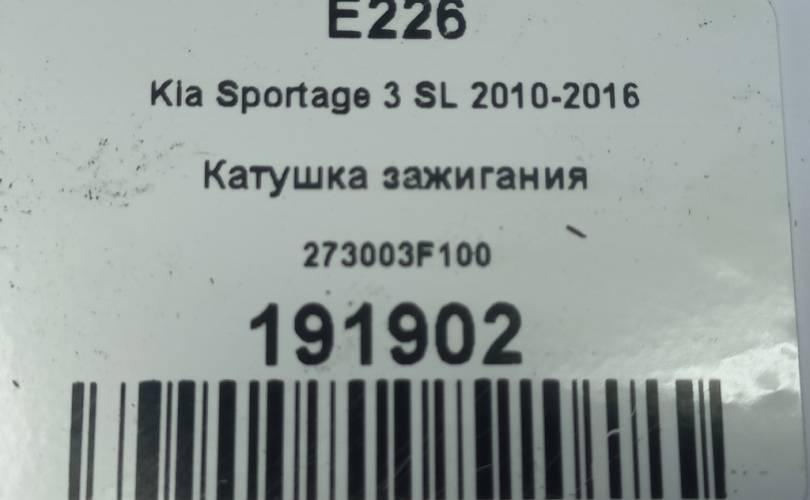 E226
Kia Sportage 3 SL 2010-2016
Катушка зажигания
273003F100
191902